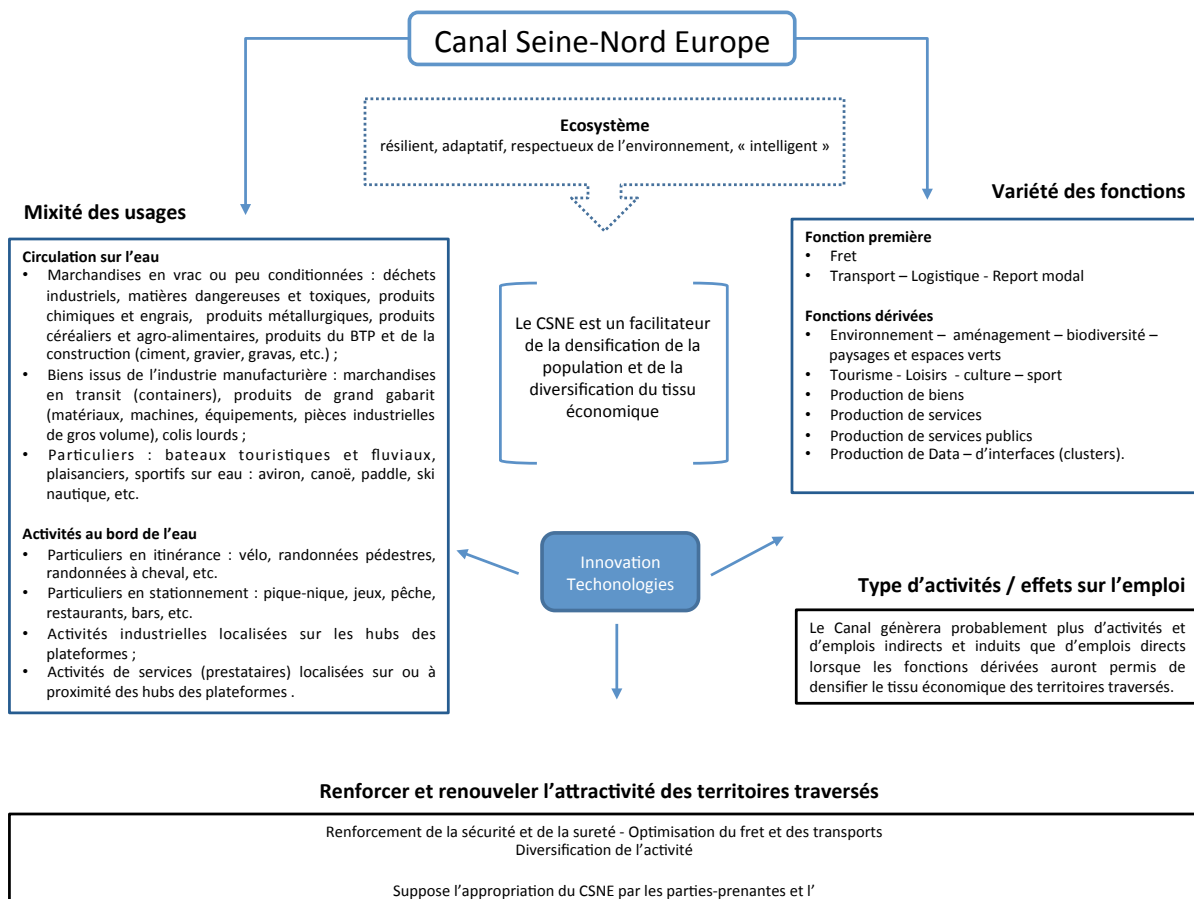 Canal Seine-Nord Europe
Ecosystème
résilient, adaptatif, respectueux de l’environnement, « intelligent »
Mixité des usages
Circulation sur l’eau
• Marchandises en vrac ou peu conditionnées : déchets
industriels, matières dangereuses et toxiques, produits
chimiques et engrais, produits métallurgiques, produits
céréaliers et agro-alimentaires, produits du BTP et de la
construction (ciment, gravier, gravas, etc.) ;
• Biens issus de l’industrie manufacturière : marchandises
en transit (containers), produits de grand gabarit
(matériaux, machines, équipements, pièces industrielles
de gros volume), colis lourds ;
• Particuliers : bateaux touristiques et fluviaux,
plaisanciers, sportifs sur eau : aviron, canoë, paddle, ski
nautique, etc.
Activités au bord de l’eau
• Particuliers en itinérance : vélo, randonnées pédestres,
randonnées à cheval, etc.
• Particuliers en stationnement : pique-nique, jeux, pêche,
restaurants, bars, etc.
• Activités industrielles localisées sur les hubs des
plateformes ;
• Activités de services (prestataires) localisées sur ou à
proximité des hubs des plateformes .
Le CSNE est un facilitateur
de la densification de la
population et de la
diversification du tissu
économique
Innovation
Techonologies
Variété des fonctions
Fonction première
• Fret
• Transport – Logistique - Report modal
Fonctions dérivées
• Environnement – aménagement – biodiversité –
paysages et espaces verts
• Tourisme - Loisirs - culture – sport
• Production de biens
• Production de services
• Production de services publics
• Production de Data – d’interfaces (clusters).
Type d’activités / effets sur l’emploi
Le Canal génèrera probablement plus d’activités et
d’emplois indirects et induits que d’emplois directs
lorsque les fonctions dérivées auront permis de
densifier le tissu économique des territoires traversés.
Renforcer et renouveler l’attractivité des territoires traversés
Renforcement de la sécurité et de la sureté - Optimisation du fret et des transports
Diversification de l’activité
Suppose l’appropriation du CSNE par les parties-prenantes et l’